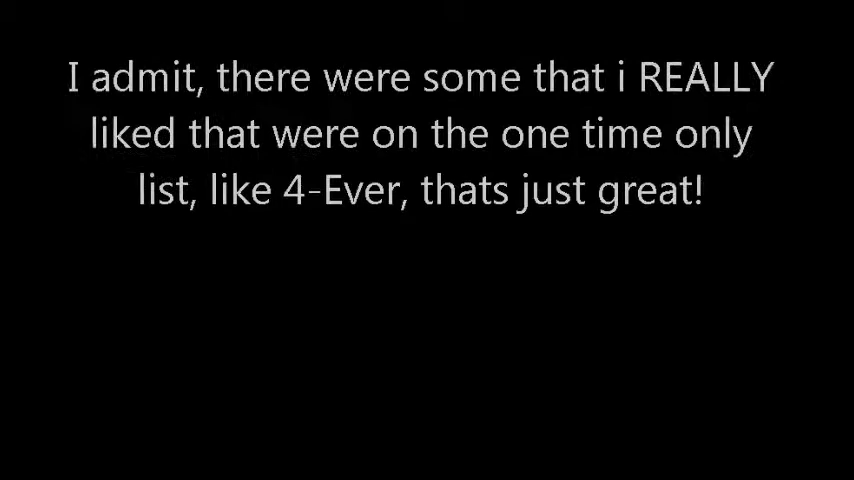 I admit, there were some that i REALLY
liked that were on the one time only
list, like 4-Ever, thats just great!